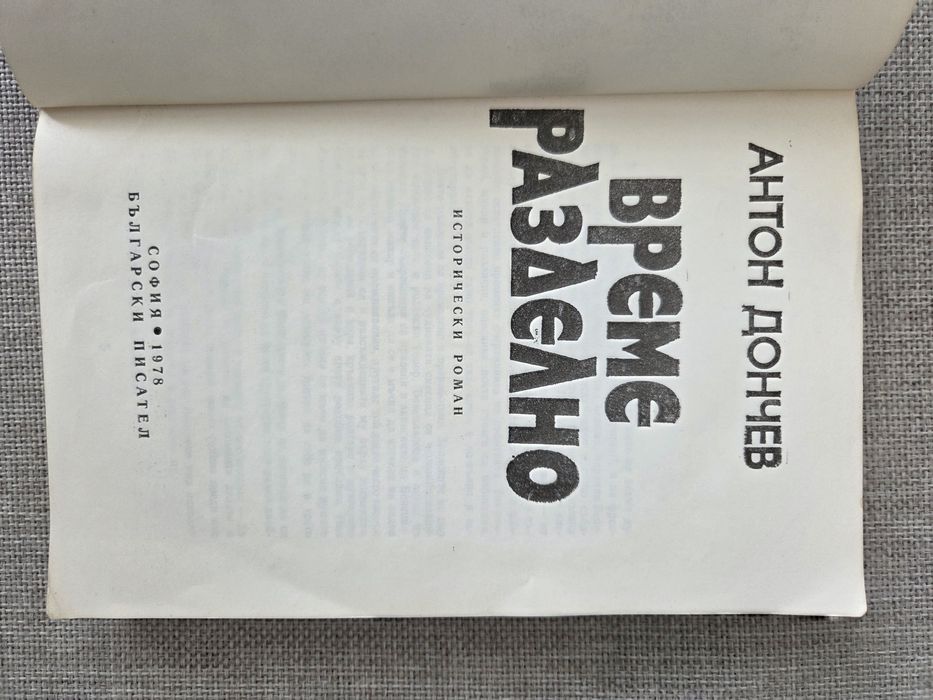 АНТОН ДОНЧЕВ
ВРЕМЕ
РАЗДЕЛНО
ИСТОРИЧЕСКИ РОМАН
СОФИЯ • 1978
БЪЛГАРСКИ ПИСАТЕЛ